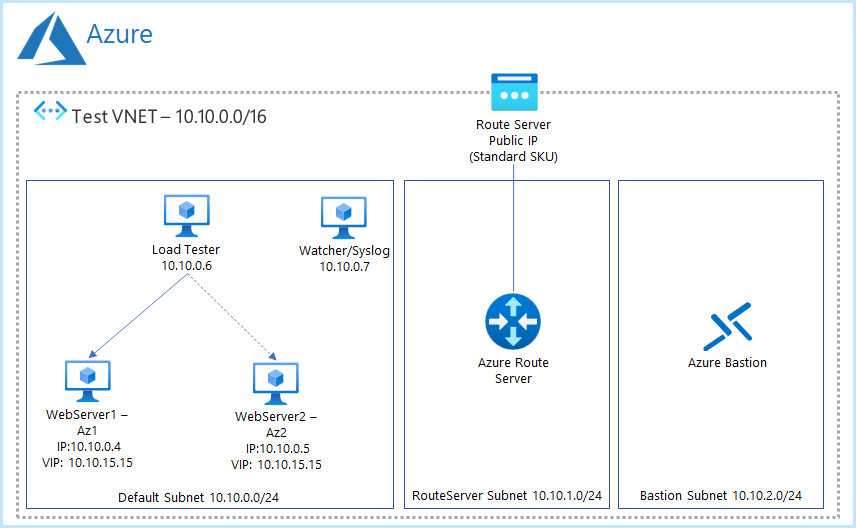 Azure
Test VNET – 10.10.0.0/16
Route Server
Public IP
(Standard SKU)
Load Tester
10.10.0.6
Watcher/Syslog
10.10.0.7
WebServer1 –
Az1
IP:10.10.0.4
VIP: 10.10.15.15
WebServer2 –
Az2
IP:10.10.0.5
VIP: 10.10.15.15
Default Subnet 10.10.0.0/24
Azure Route
Server
RouteServer Subnet 10.10.1.0/24
Azure Bastion
Bastion Subnet 10.10.2.0/24